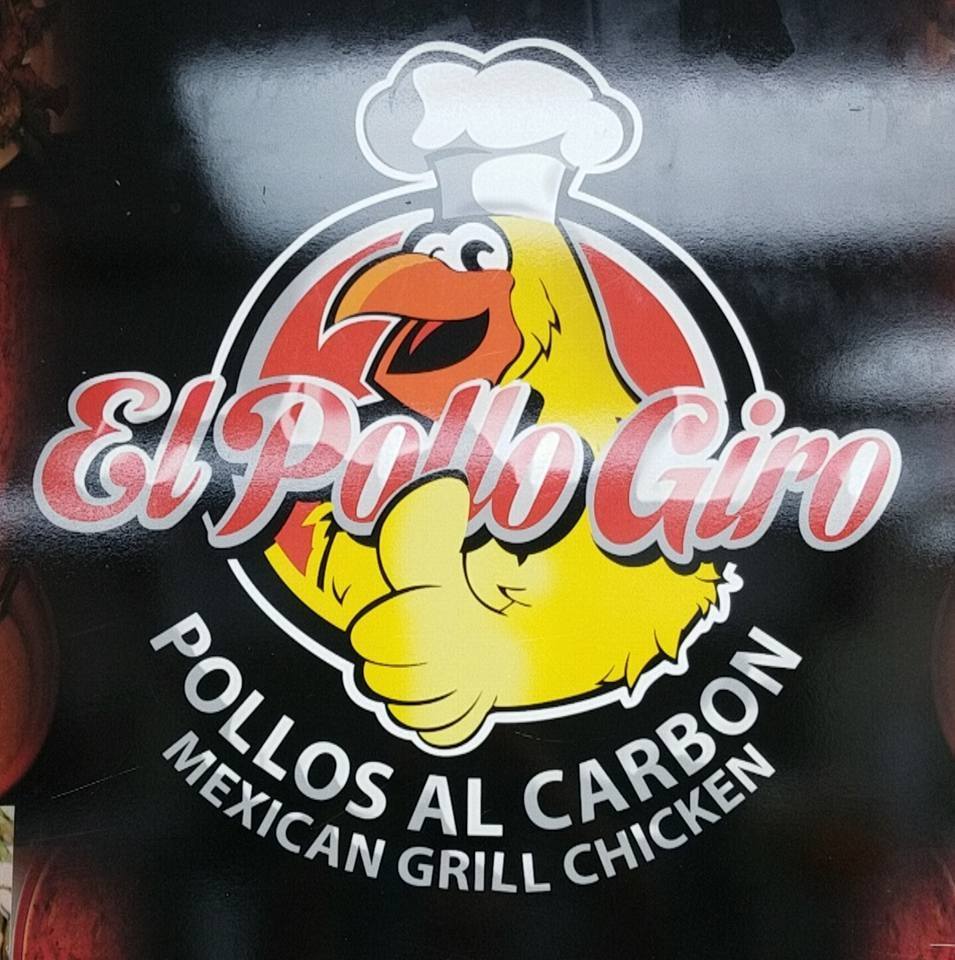 El Pollo Giro
POLLOS AL CARBON
MEXICAN GRILL CHICKEN